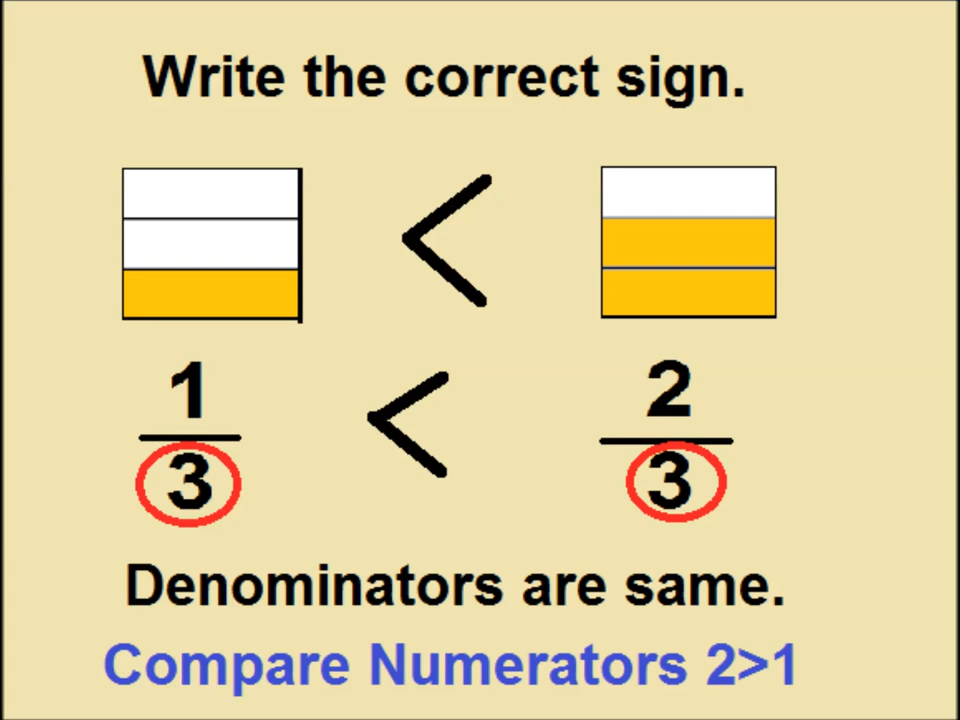 Write the correct sign.
<
1 < 2
3 3
Denominators are same.
Compare Numerators 2>1